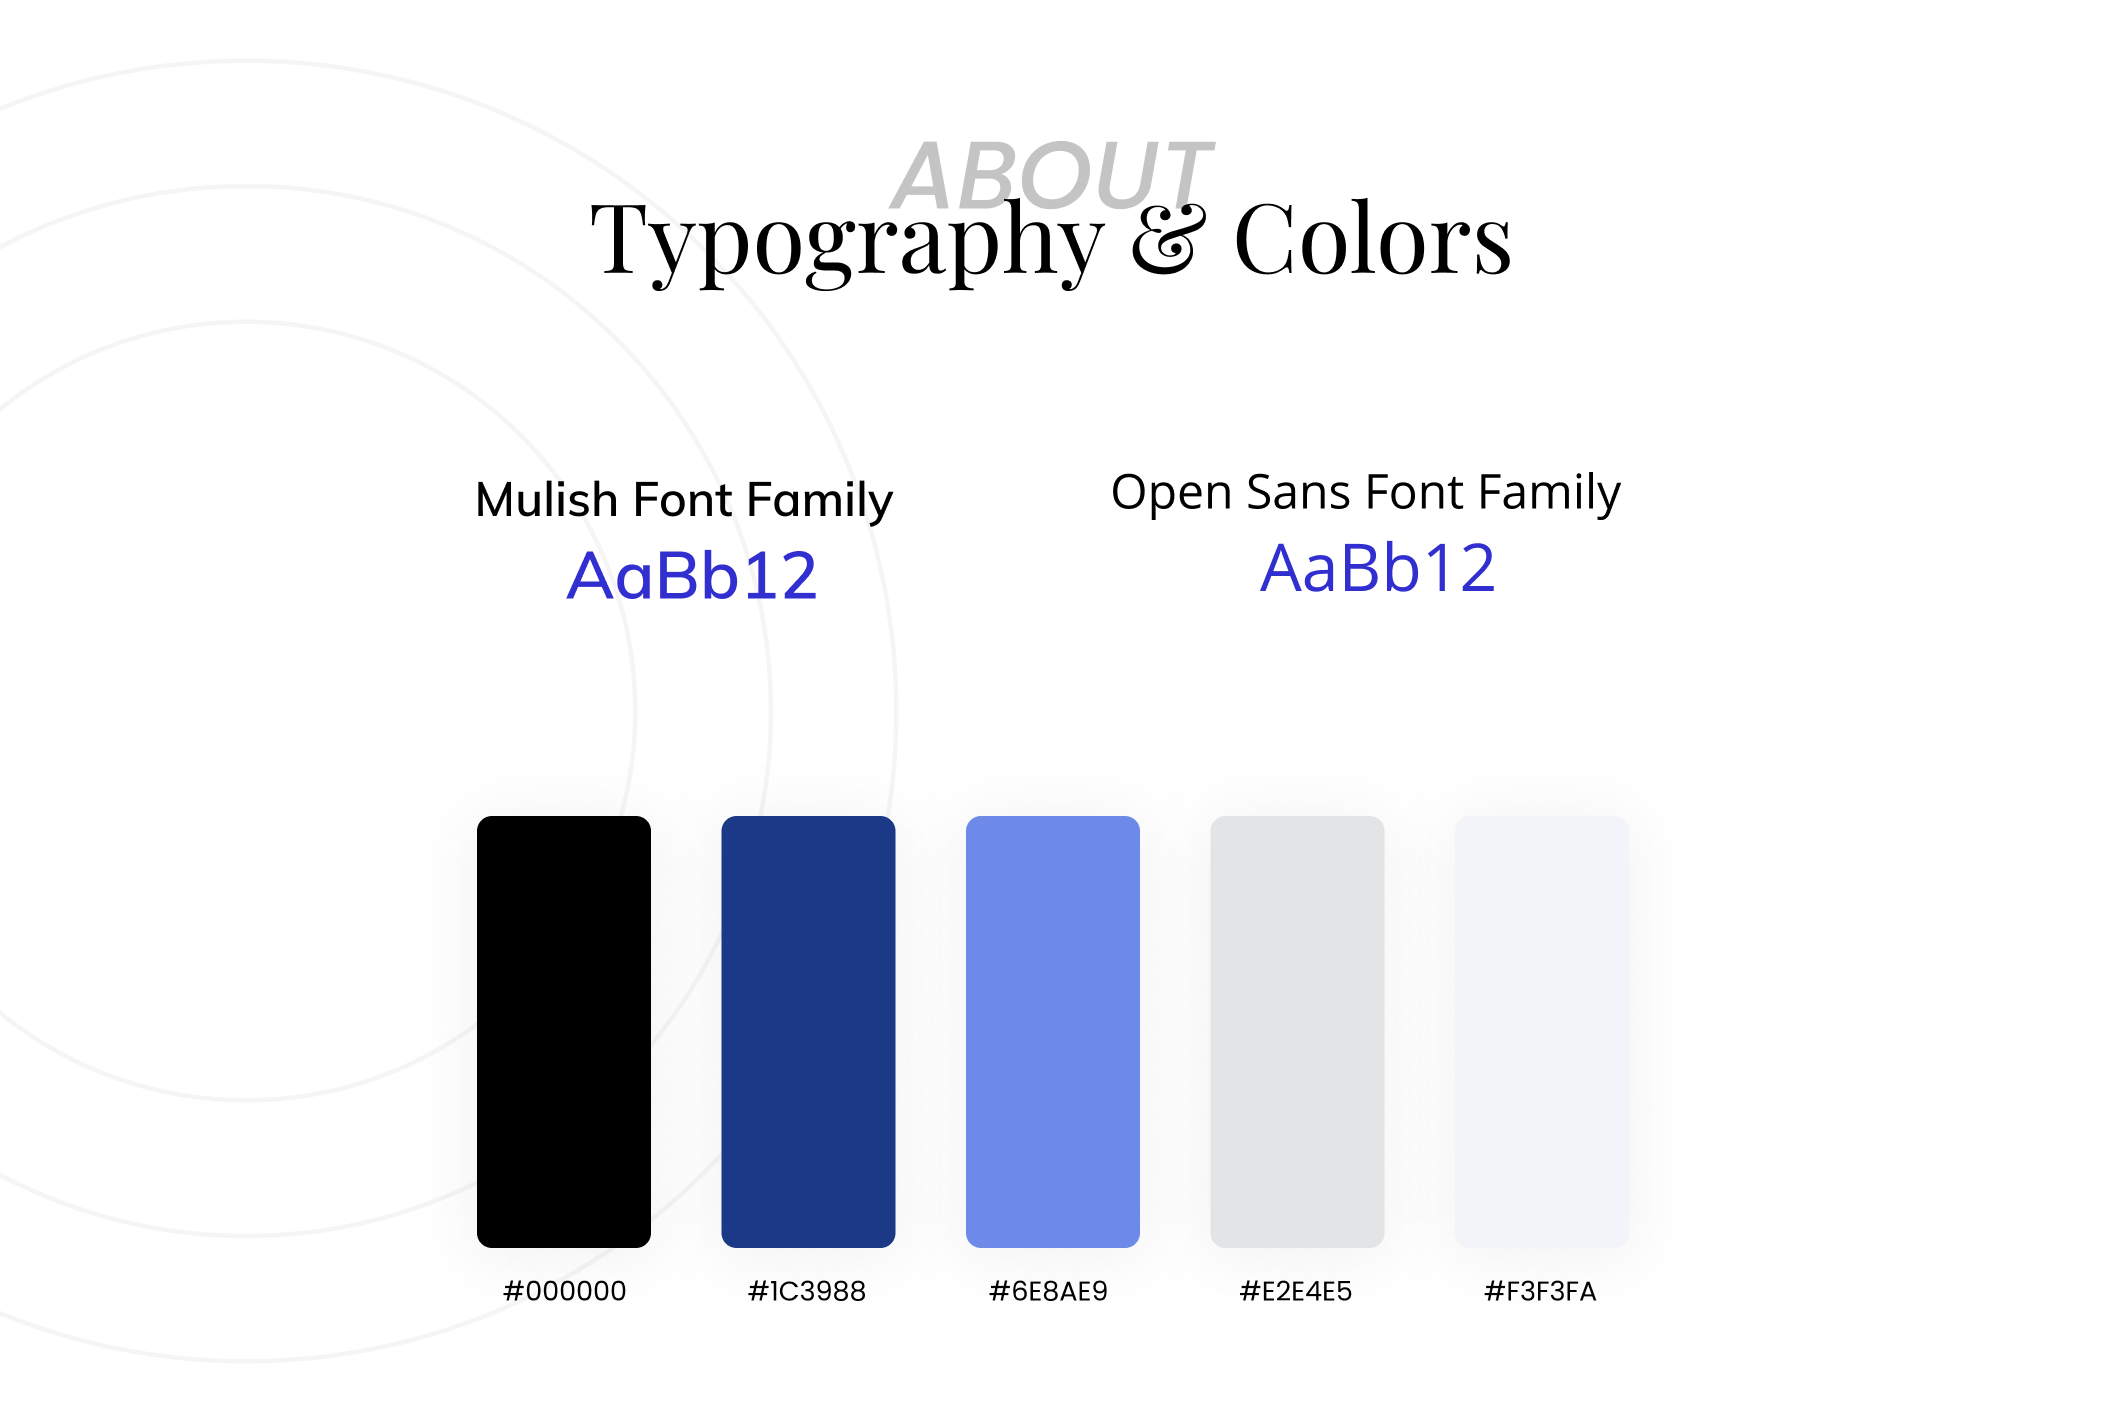 ABOUT
Typography & Colors
Mulish Font Family
AaBb12
Open Sans Font Family
AaBb12
#000000
#1C3988
#6E8AE9
#E2E4E5
#F3F3FA